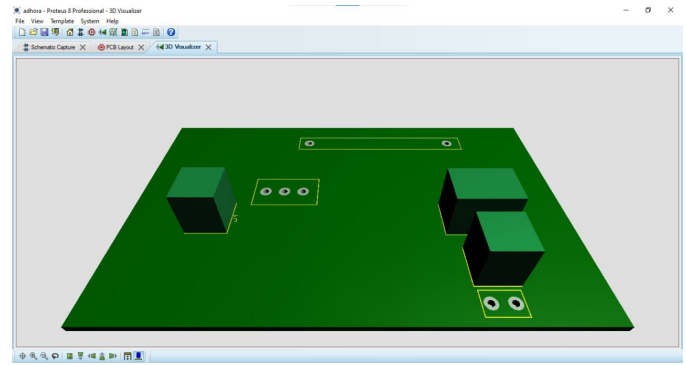 adhora - Proteus 8 Professional - 3D Visualizer
File View Template System Help
Schematic Capture PCB Layout 3D Visualizer